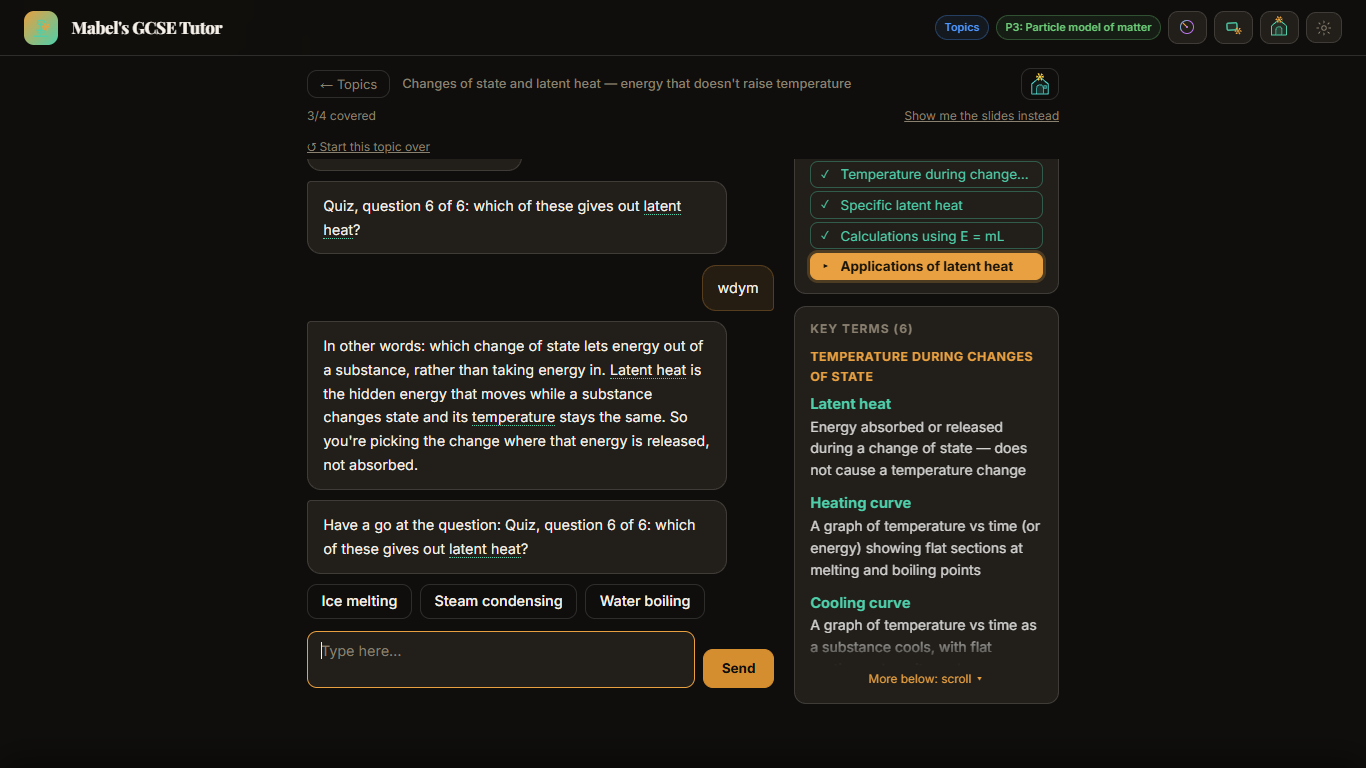 Mabel's GCSE Tutor
Topics
P3: Particle model of matter
← Topics
Changes of state and latent heat — energy that doesn't raise temperature
3/4 covered
Show me the slides instead
↺ Start this topic over
Quiz, question 6 of 6: which of these gives out latent
heat?
wdym
In other words: which change of state lets energy out of
a substance, rather than taking energy in. Latent heat is
the hidden energy that moves while a substance
changes state and its temperature stays the same. So
you're picking the change where that energy is released,
not absorbed.
Have a go at the question: Quiz, question 6 of 6: which
of these gives out latent heat?
Ice melting
Steam condensing
Water boiling
Type here...
Send
✓ Temperature during change...
✓ Specific latent heat
✓ Calculations using E = mL
▸ Applications of latent heat
KEY TERMS (6)
TEMPERATURE DURING CHANGES
OF STATE
Latent heat
Energy absorbed or released
during a change of state — does
not cause a temperature change
Heating curve
A graph of temperature vs time (or
energy) showing flat sections at
melting and boiling points
Cooling curve
A graph of temperature vs time as
a substance cools, with flat
More below: scroll ▾